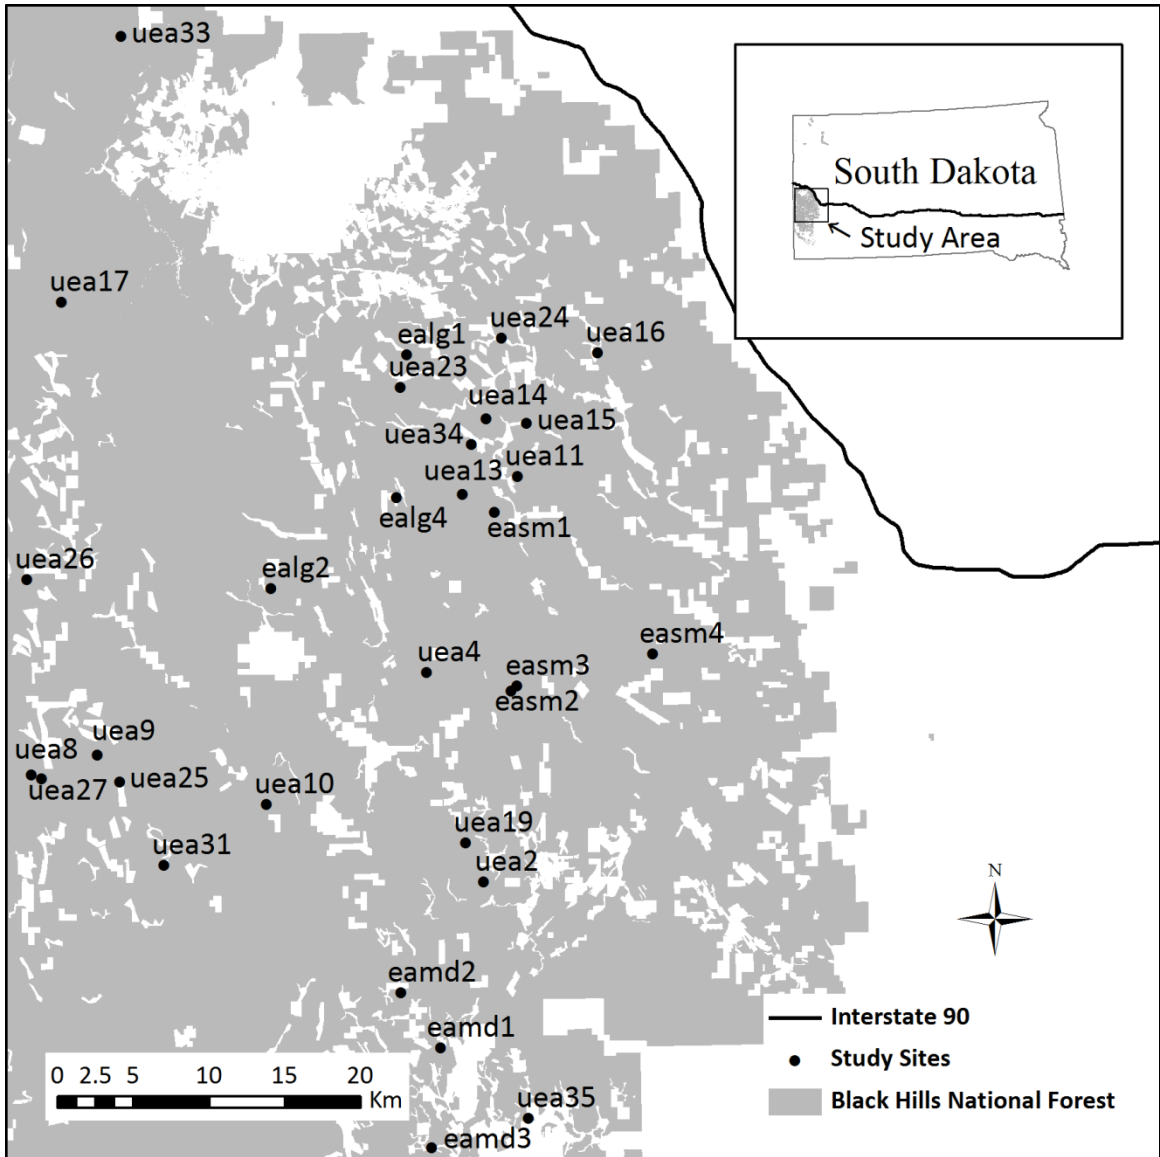 uea33
South Dakota
Study Area
uea17
uea24
uea16
ealg1
uea23
uea14
uea15
uea34
uea11
uea13
ealg4
easm1
uea26
ealg2
easm4
uea4
easm3
easm2
uea9
uea8
uea25
uea27
uea10
uea19
uea31
uea2
N
eamd2
eamd1
Interstate 90
Study Sites
Black Hills National Forest
0 2.5 5 10 15 20
Km
uea35
eamd3